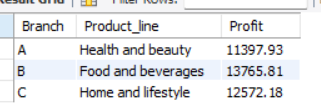 Result Grid Filter Rows:
Branch Product_line Profit
A Health and beauty 11397.93
B Food and beverages 13765.81
C Home and lifestyle 12572.18